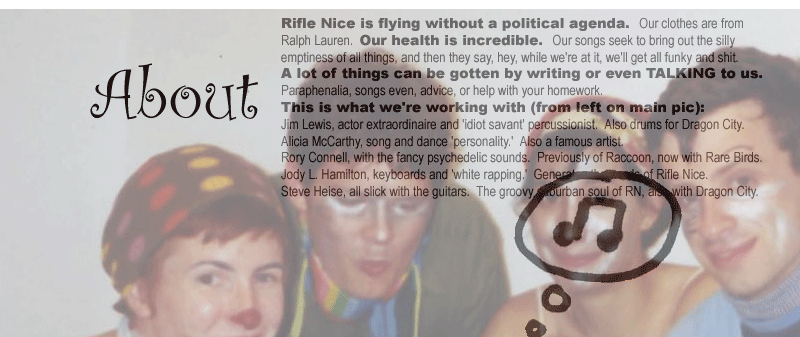 About
Rifle Nice is flying without a political agenda. Our clothes are from
Ralph Lauren. Our health is incredible. Our songs seek to bring out the silly
emptiness of all things, and then they say, hey, while we're at it, we'll get all funky and shit.
A lot of things can be gotten by writing or even TALKING to us.
Paraphenalia, songs even, advice, or help with your homework.
This is what we're working with (from left on main pic):
Jim Lewis, actor extraordinaire and 'idiot savant' percussionist. Also drums for Dragon City.
Alicia McCarthy, song and dance 'personality.' Also a famous artist.
Rory Connell, with the fancy psychedelic sounds. Previously of Raccoon, now with Rare Birds.
Jody L. Hamilton, keyboards and 'white rapping.' of Rifle Nice.
Steve Heise, all slick with the guitars. The groovy suburban soul of RN, also with Dragon City.